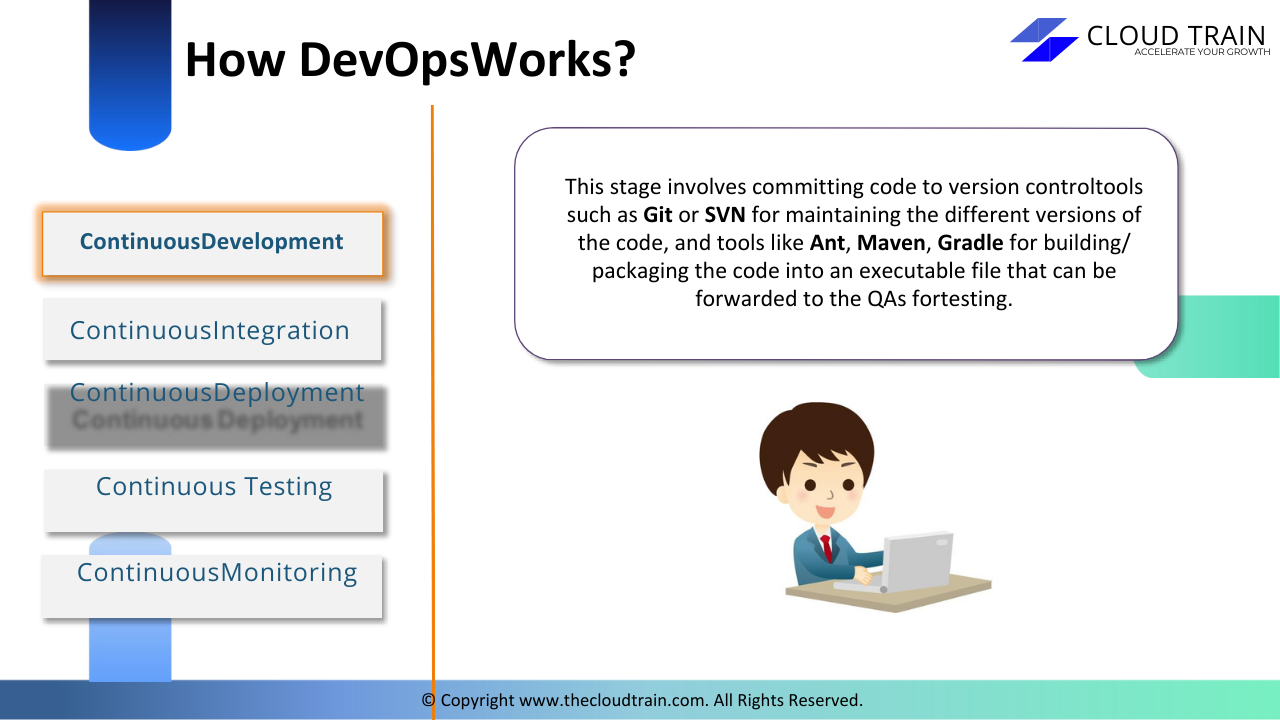 How DevOpsWorks?
CLOUD TRAIN
ACCELERATE YOUR GROWTH
ContinuousDevelopment
ContinuousIntegration
ContinuousDeployment
Continuous Deployment
Continuous Testing
ContinuousMonitoring
This stage involves committing code to version controltools
such as Git or SVN for maintaining the different versions of
the code, and tools like Ant, Maven, Gradle for building/
packaging the code into an executable file that can be
forwarded to the QAs fortesting.
© Copyright www.thecloudtrain.com. All Rights Reserved.